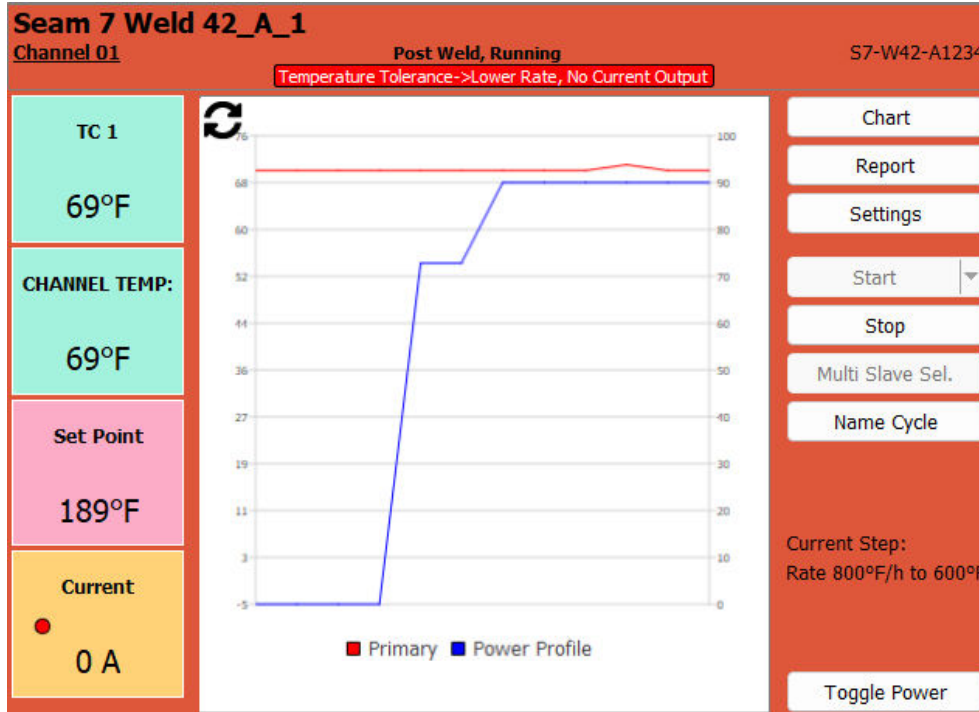 Seam 7 Weld 42_A_1
Channel 01
Post Weld, Running
S7-W42-A1234
Temperature Tolerance->Lower Rate, No Current Output
TC 1
69°F
CHANNEL TEMP:
69°F
Set Point
189°F
Current
0 A
76
68
60
52
44
36
27
19
11
3
-5
100
90
80
70
60
50
40
30
20
10
0
Primary
Power Profile
Chart
Report
Settings
Start
Stop
Multi Slave Sel.
Name Cycle
Current Step:
Rate 800°F/h to 600°F
Toggle Power